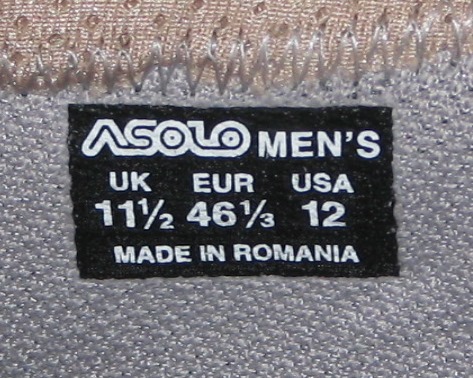 ASOLO MEN'S
UK EUR USA
11½ 46⅓ 12
MADE IN ROMANIA